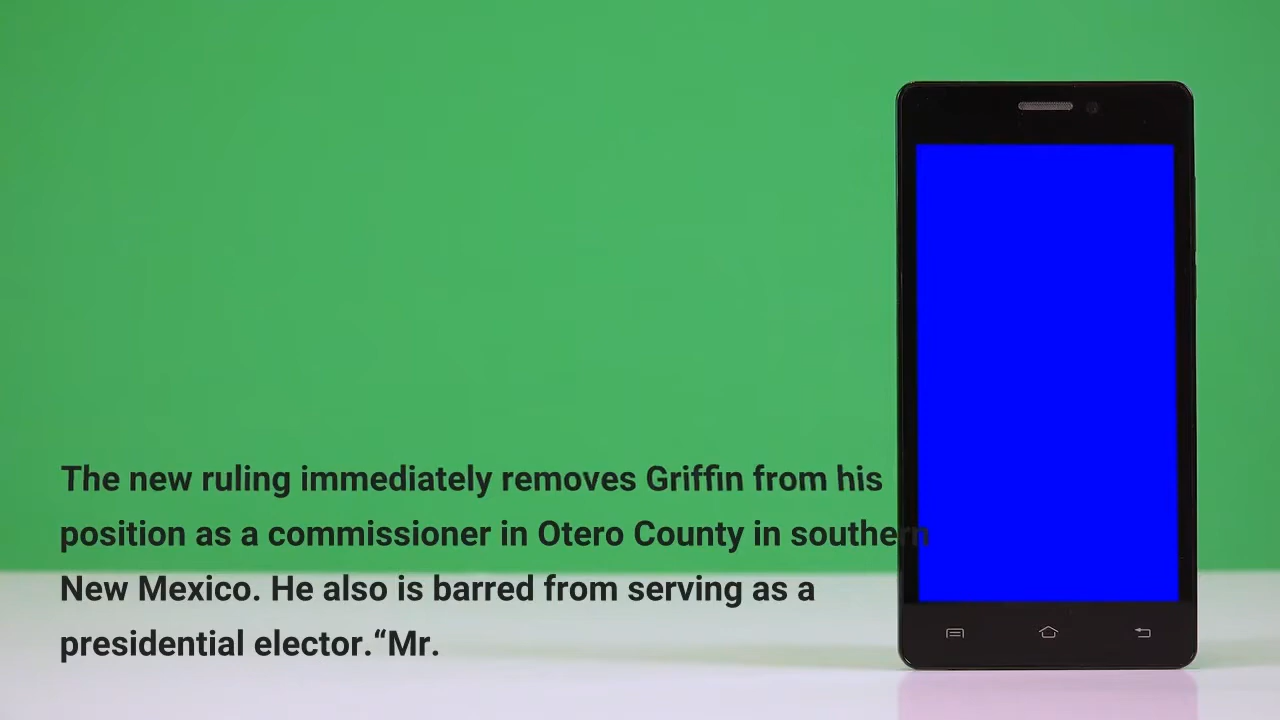 The new ruling immediately removes Griffin from his
position as a commissioner in Otero County in southern
New Mexico. He also is barred from serving as a
presidential elector.“Mr.